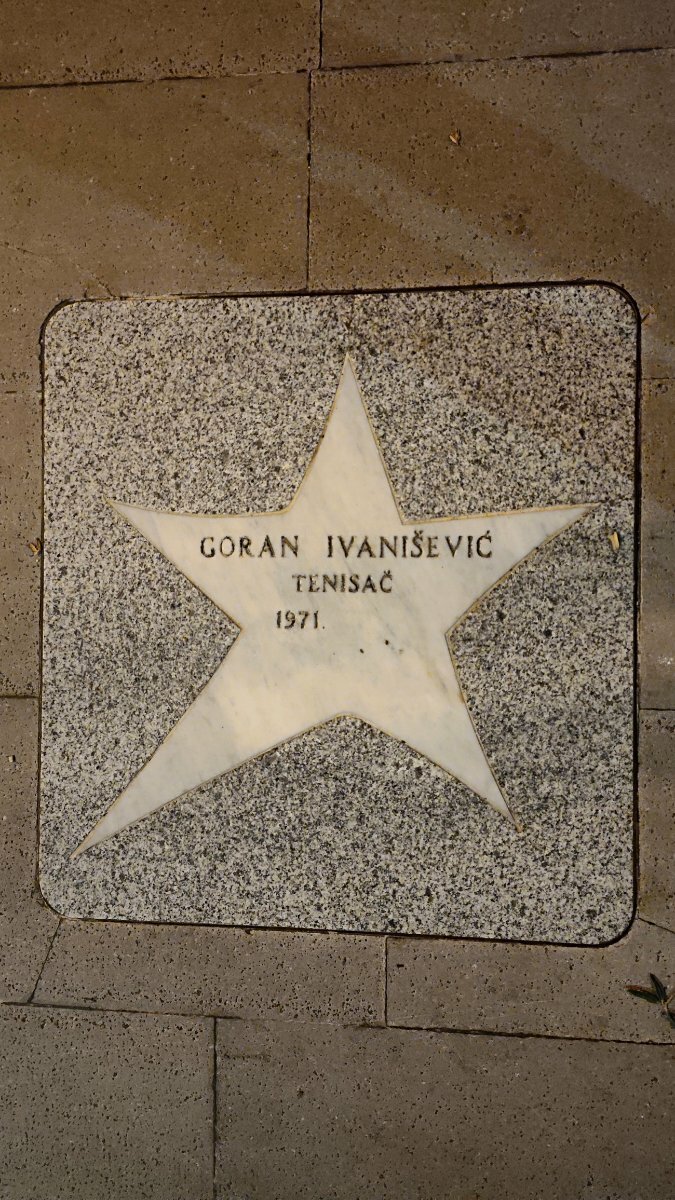 GORAN IVANIŠEVIĆ
TENISAČ
1971.